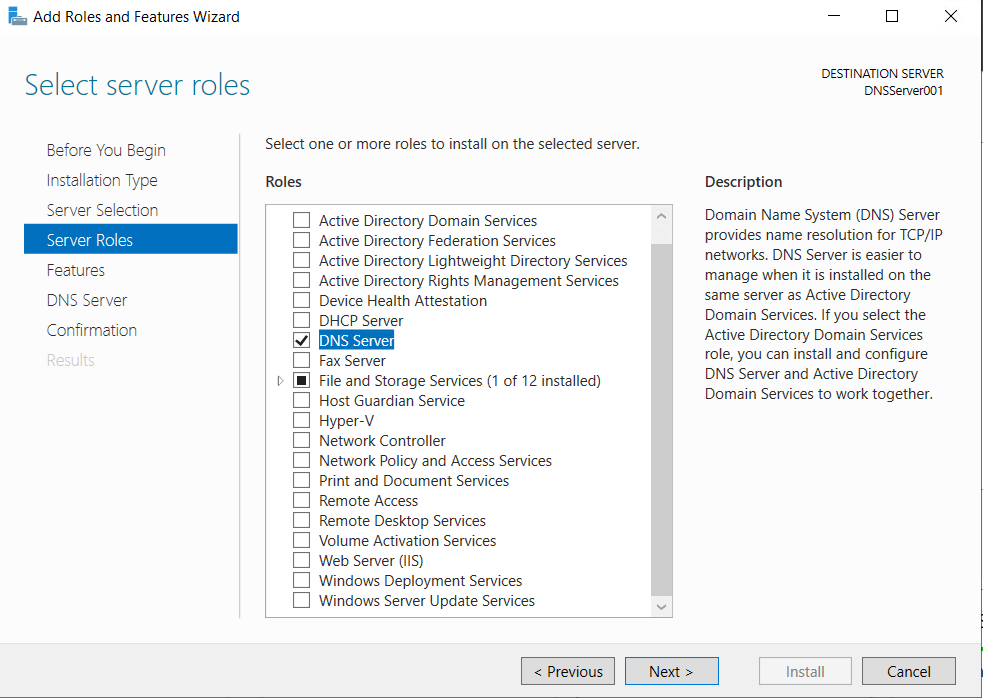 Add Roles and Features Wizard
Select server roles
DESTINATION SERVER
DNSServer001
Before You Begin
Installation Type
Server Selection
Server Roles
Features
DNS Server
Confirmation
Results
Select one or more roles to install on the selected server.
Roles
Active Directory Domain Services
Active Directory Federation Services
Active Directory Lightweight Directory Services
Active Directory Rights Management Services
Device Health Attestation
DHCP Server
DNS Server
Fax Server
File and Storage Services (1 of 12 installed)
Host Guardian Service
Hyper-V
Network Controller
Network Policy and Access Services
Print and Document Services
Remote Access
Remote Desktop Services
Volume Activation Services
Web Server (IIS)
Windows Deployment Services
Windows Server Update Services
Description
Domain Name System (DNS) Server
provides name resolution for TCP/IP
networks. DNS Server is easier to
manage when it is installed on the
same server as Active Directory
Domain Services. If you select the
Active Directory Domain Services
role, you can install and configure
DNS Server and Active Directory
Domain Services to work together.
< Previous
Next >
Install
Cancel